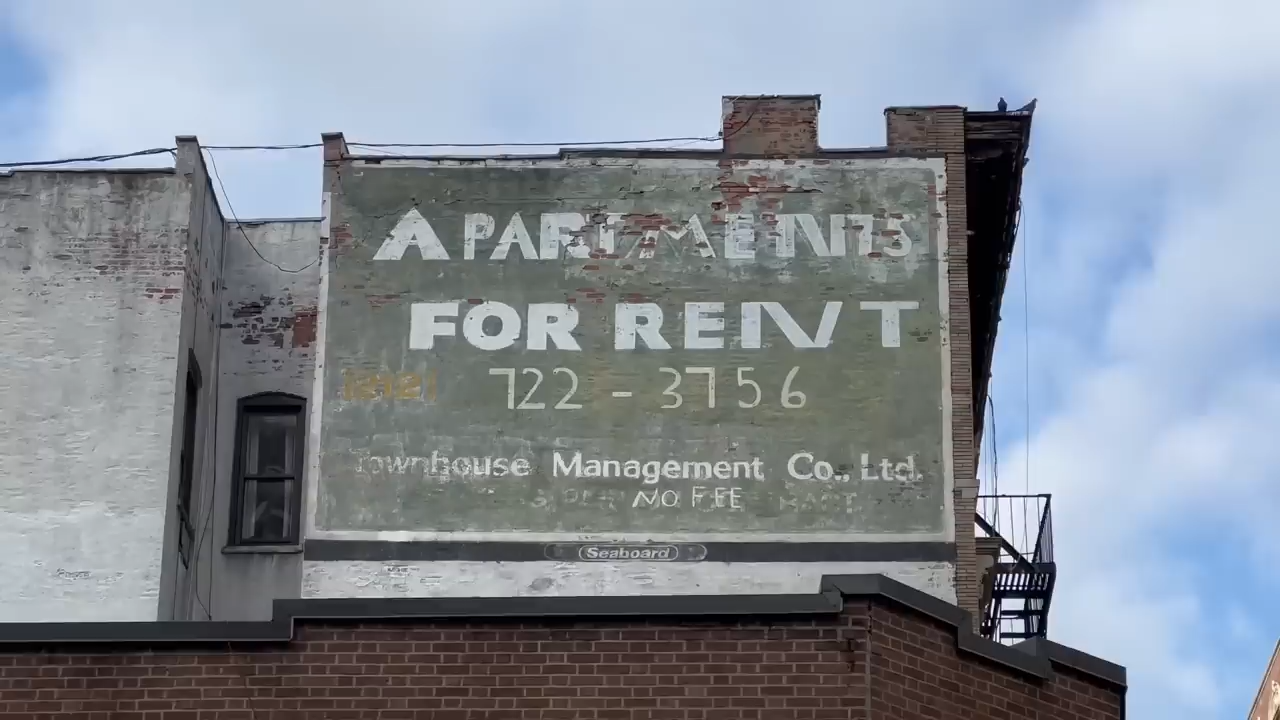 APARTMENTS
FOR RENT
(212) 722-3756
Townhouse Management Co., Ltd.
NO FEE
Seaboard